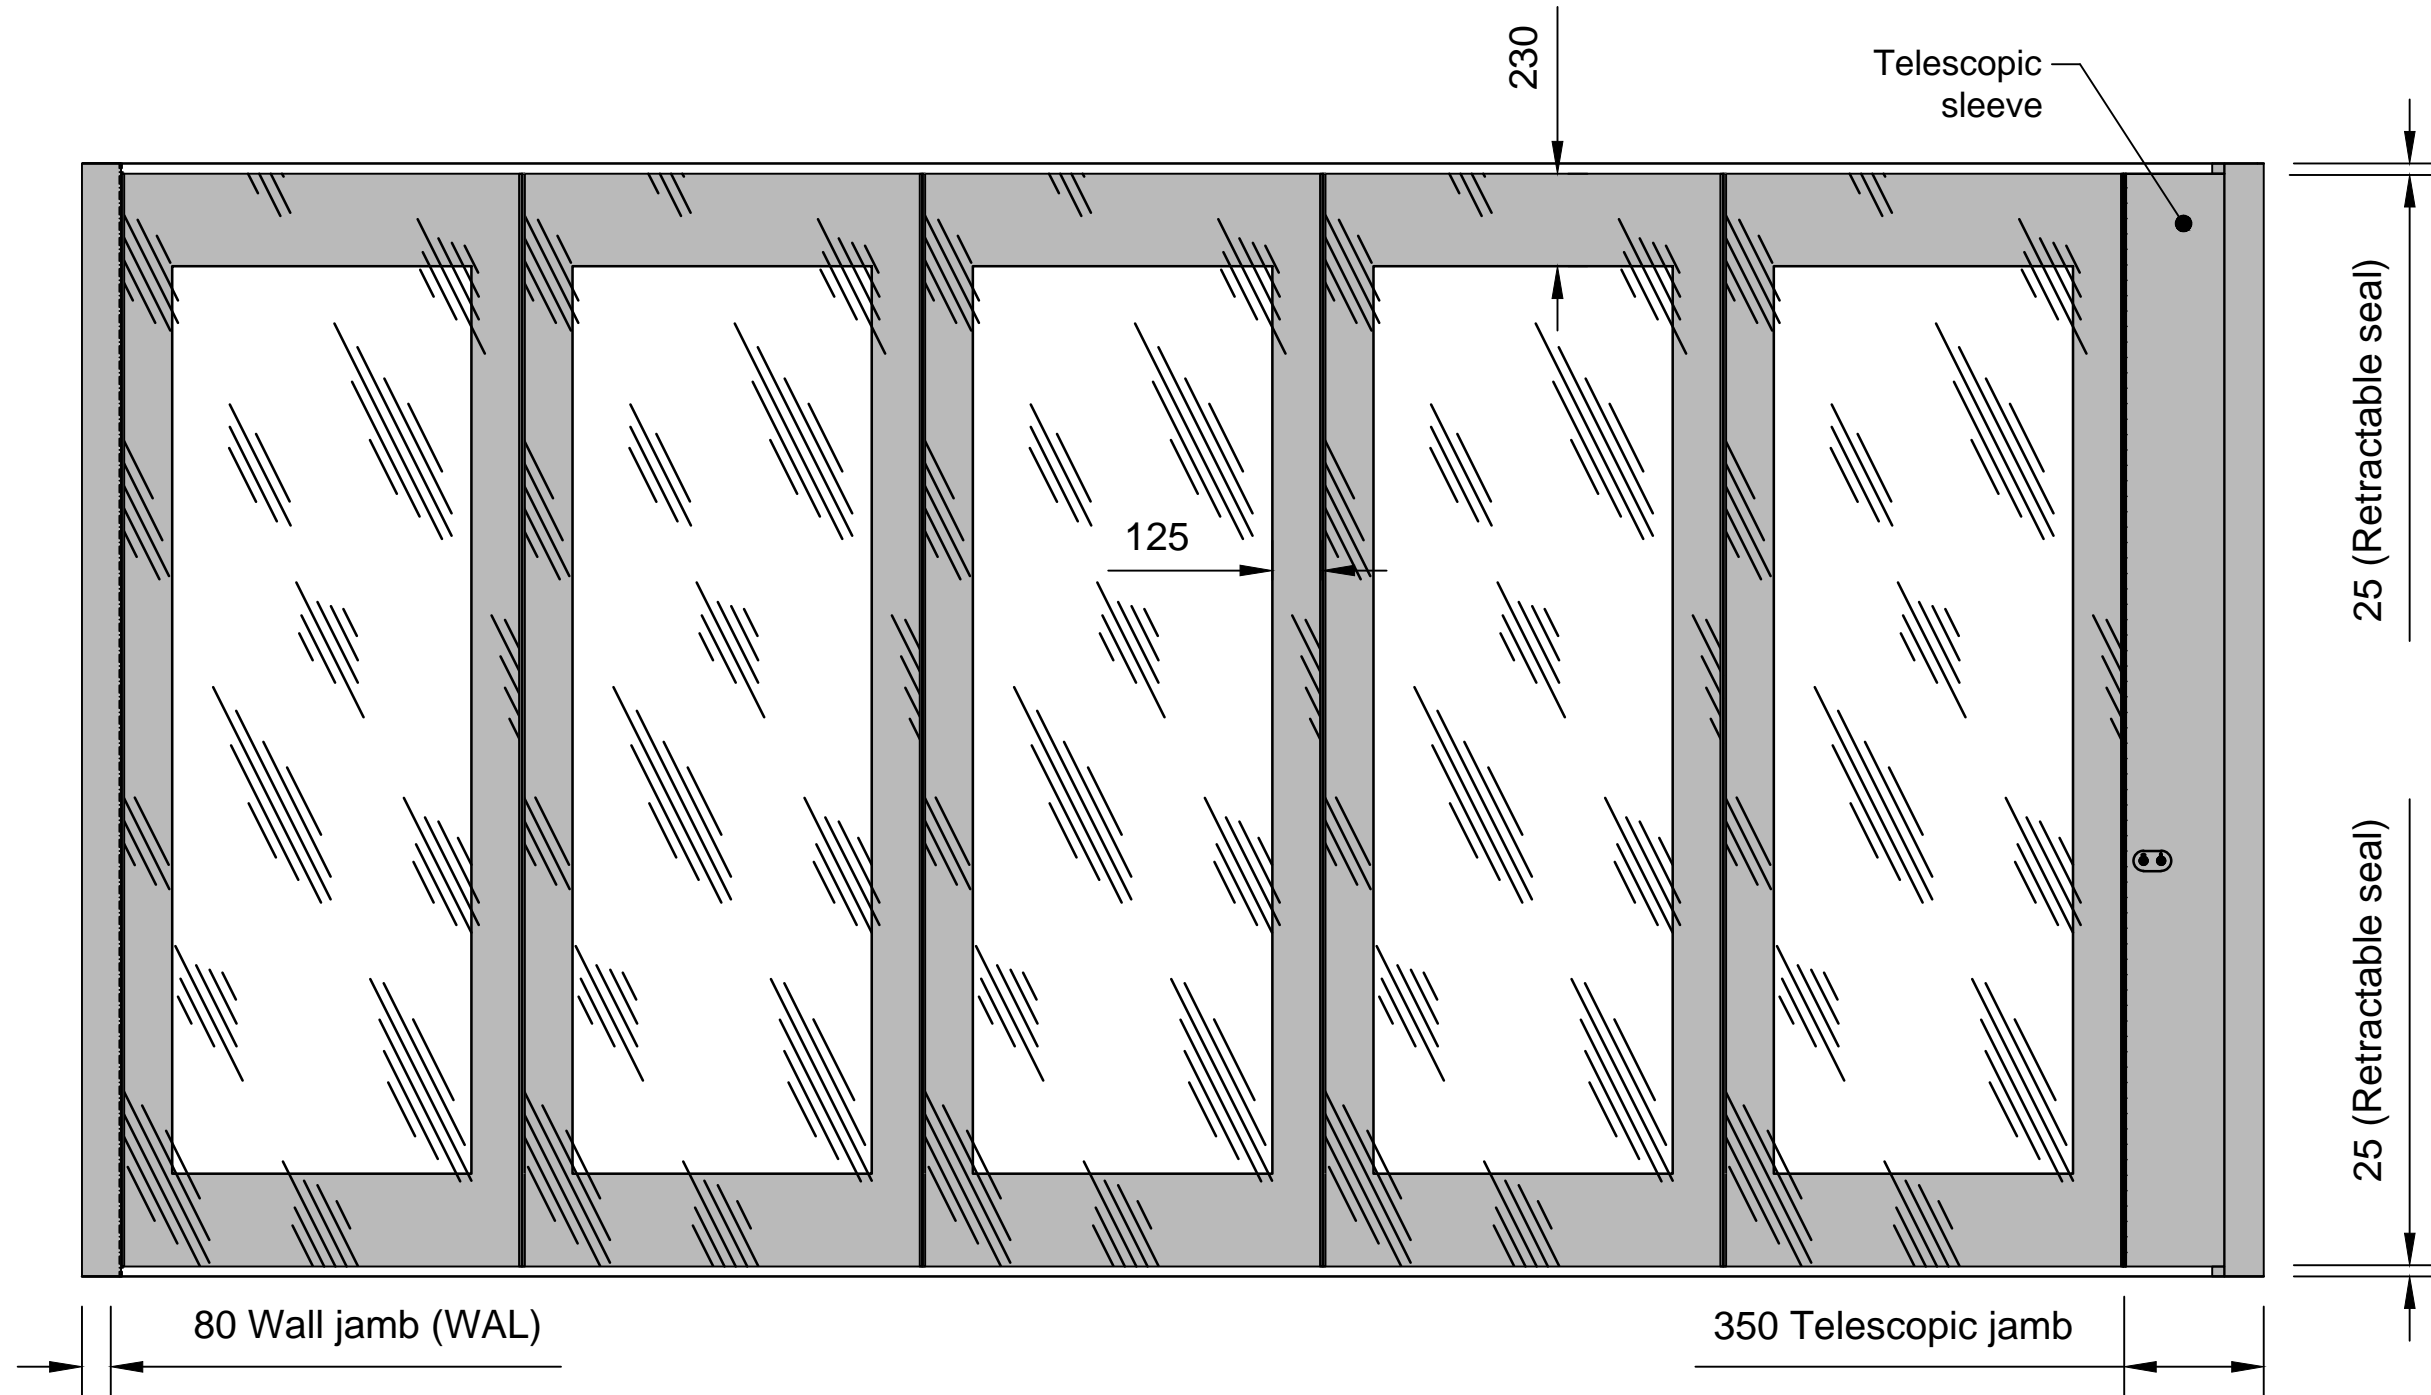 230
Telescopic
sleeve
25 (Retractable seal)
125
25 (Retractable seal)
80 Wall jamb (WAL)
350 Telescopic jamb